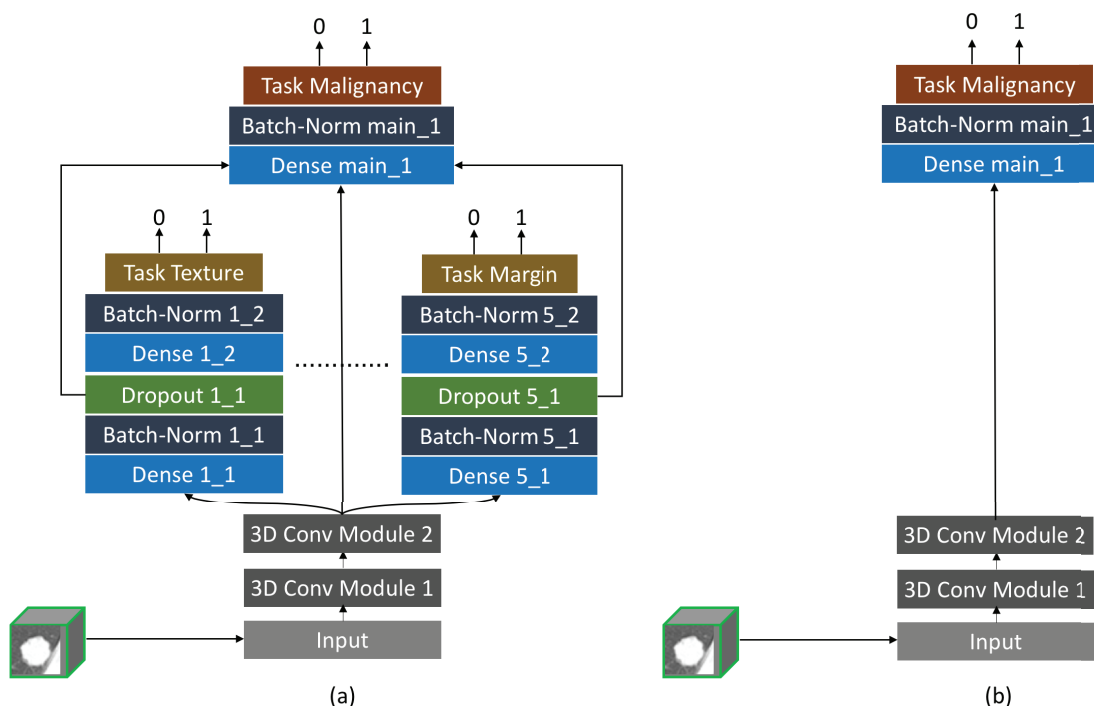 0 1
Task Malignancy
Batch-Norm main_1
Dense main_1
0 1
Task Texture
Batch-Norm 1_2
Dense 1_2
Dropout 1_1
Batch-Norm 1_1
Dense 1_1
0 1
Task Margin
Batch-Norm 5_2
Dense 5_2
Dropout 5_1
Batch-Norm 5_1
Dense 5_1
3D Conv Module 2
3D Conv Module 1
Input
(a)
0 1
Task Malignancy
Batch-Norm main_1
Dense main_1
3D Conv Module 2
3D Conv Module 1
Input
(b)